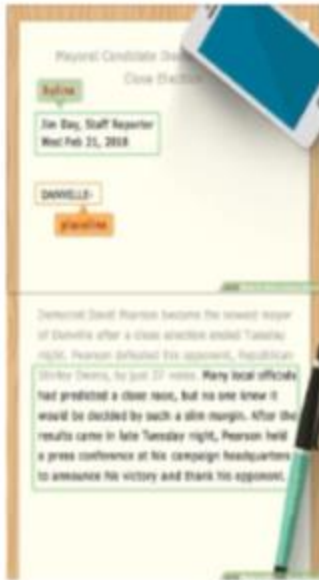 Mayoral Candidate
Close Election
byline
Jim Day, Staff Reporter
Wed Feb 21, 2018
DANVILLE-
placeline
Democrat David Pearson became the newest mayor
of Danville after a close election ended Tuesday
night. Pearson defeated his opponent, Republican
Shirley by just 37 votes. Many local officials
had predicted a close race, but no one knew it
would be decided by such a slim margin. After the
results came in late Tuesday night, Pearson held
a press conference at his campaign headquarters
to announce his victory and thank his opponent.